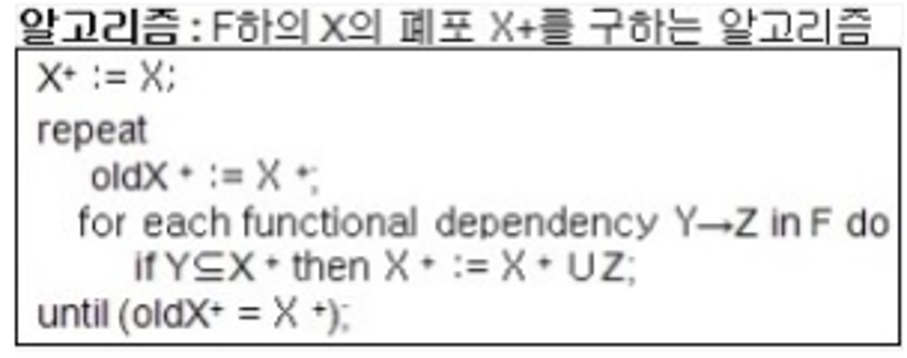 알고리즘 : F하의 X의 폐포 X+를 구하는 알고리즘
X⁺ := X;
repeat
oldX ⁺ := X ⁺;
for each functional dependency Y→Z in F do
if Y⊆X ⁺ then X ⁺ := X ⁺ ∪ Z;
until (oldX⁺ = X ⁺);